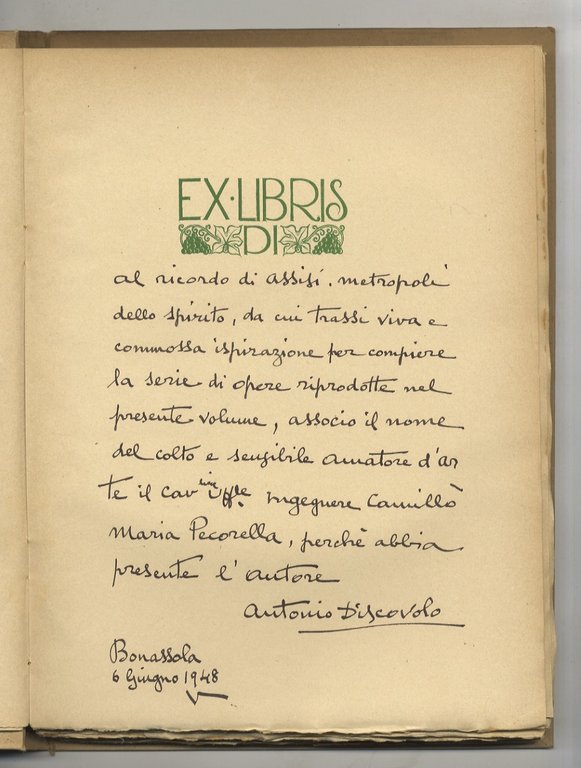 EX·LIBRIS
DI
al ricordo di Assisi. metropoli
dello spirito, da cui trassi viva e
commossa ispirazione per compiere
la serie di opere riprodotte nel
presente volume, associo il nome
del colto e sensibile amatore d'ar
te il cav. uff.le ingegnere Camillo
Maria Pecorella, perchè abbia
presente l'autore
Antonio Discovolo
Bonassola
6 Giugno 1948